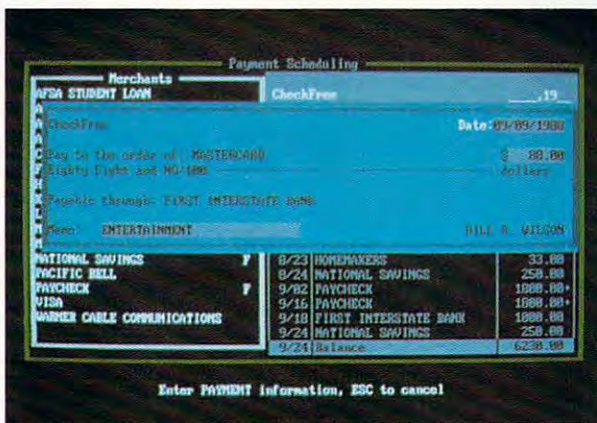 Payment Scheduling
Merchants
AFSA STUDENT LOAN
CheckFree ,19
CheckFree Date: 09/09/1988
Pay to the order of MASTERCARD $ 88.00
Eighty Eight and NO/100 dollars
Payable through: FIRST INTERSTATE BANK
Memo: ENTERTAINMENT BILL R. WILSON
NATIONAL SAVINGS F
PACIFIC BELL
PAYCHECK F
VISA
WARNER CABLE COMMUNICATIONS
8/23 HOMEMAKERS 33.00
8/24 NATIONAL SAVINGS 250.00
9/02 PAYCHECK 1800.00+
9/16 PAYCHECK 1800.00+
9/18 FIRST INTERSTATE BANK 1000.00
9/24 NATIONAL SAVINGS 250.00
9/24 Balance 6230.00
Enter PAYMENT information, ESC to cancel